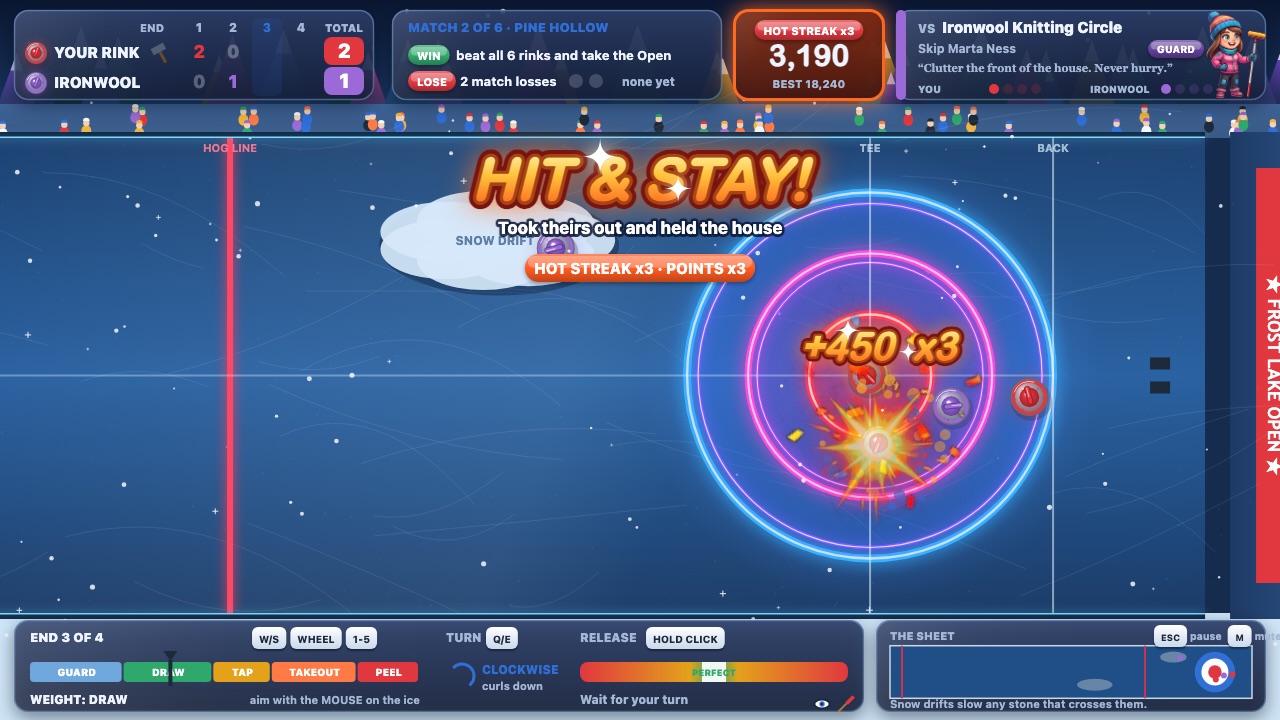 END 1 2 3 4 TOTAL
YOUR RINK 2 0 2
IRONWOOL 0 1 1
MATCH 2 OF 6 · PINE HOLLOW
WIN beat all 6 rinks and take the Open
LOSE 2 match losses none yet
HOT STREAK x3
3,190
BEST 18,240
VS Ironwool Knitting Circle
Skip Marta Ness GUARD
“Clutter the front of the house. Never hurry.”
YOU IRONWOOL
HOG LINE
TEE
BACK
HIT & STAY!
Took theirs out and held the house
SNOW DRIFT
HOT STREAK x3 · POINTS x3
+450 x3
★ FROST LAKE OPEN ★
END 3 OF 4 W/S WHEEL 1-5
GUARD DRAW TAP TAKEOUT PEEL
WEIGHT: DRAW aim with the MOUSE on the ice
TURN Q/E
CLOCKWISE
curls down
RELEASE HOLD CLICK
PERFECT
Wait for your turn
THE SHEET ESC pause M mute
Snow drifts slow any stone that crosses them.